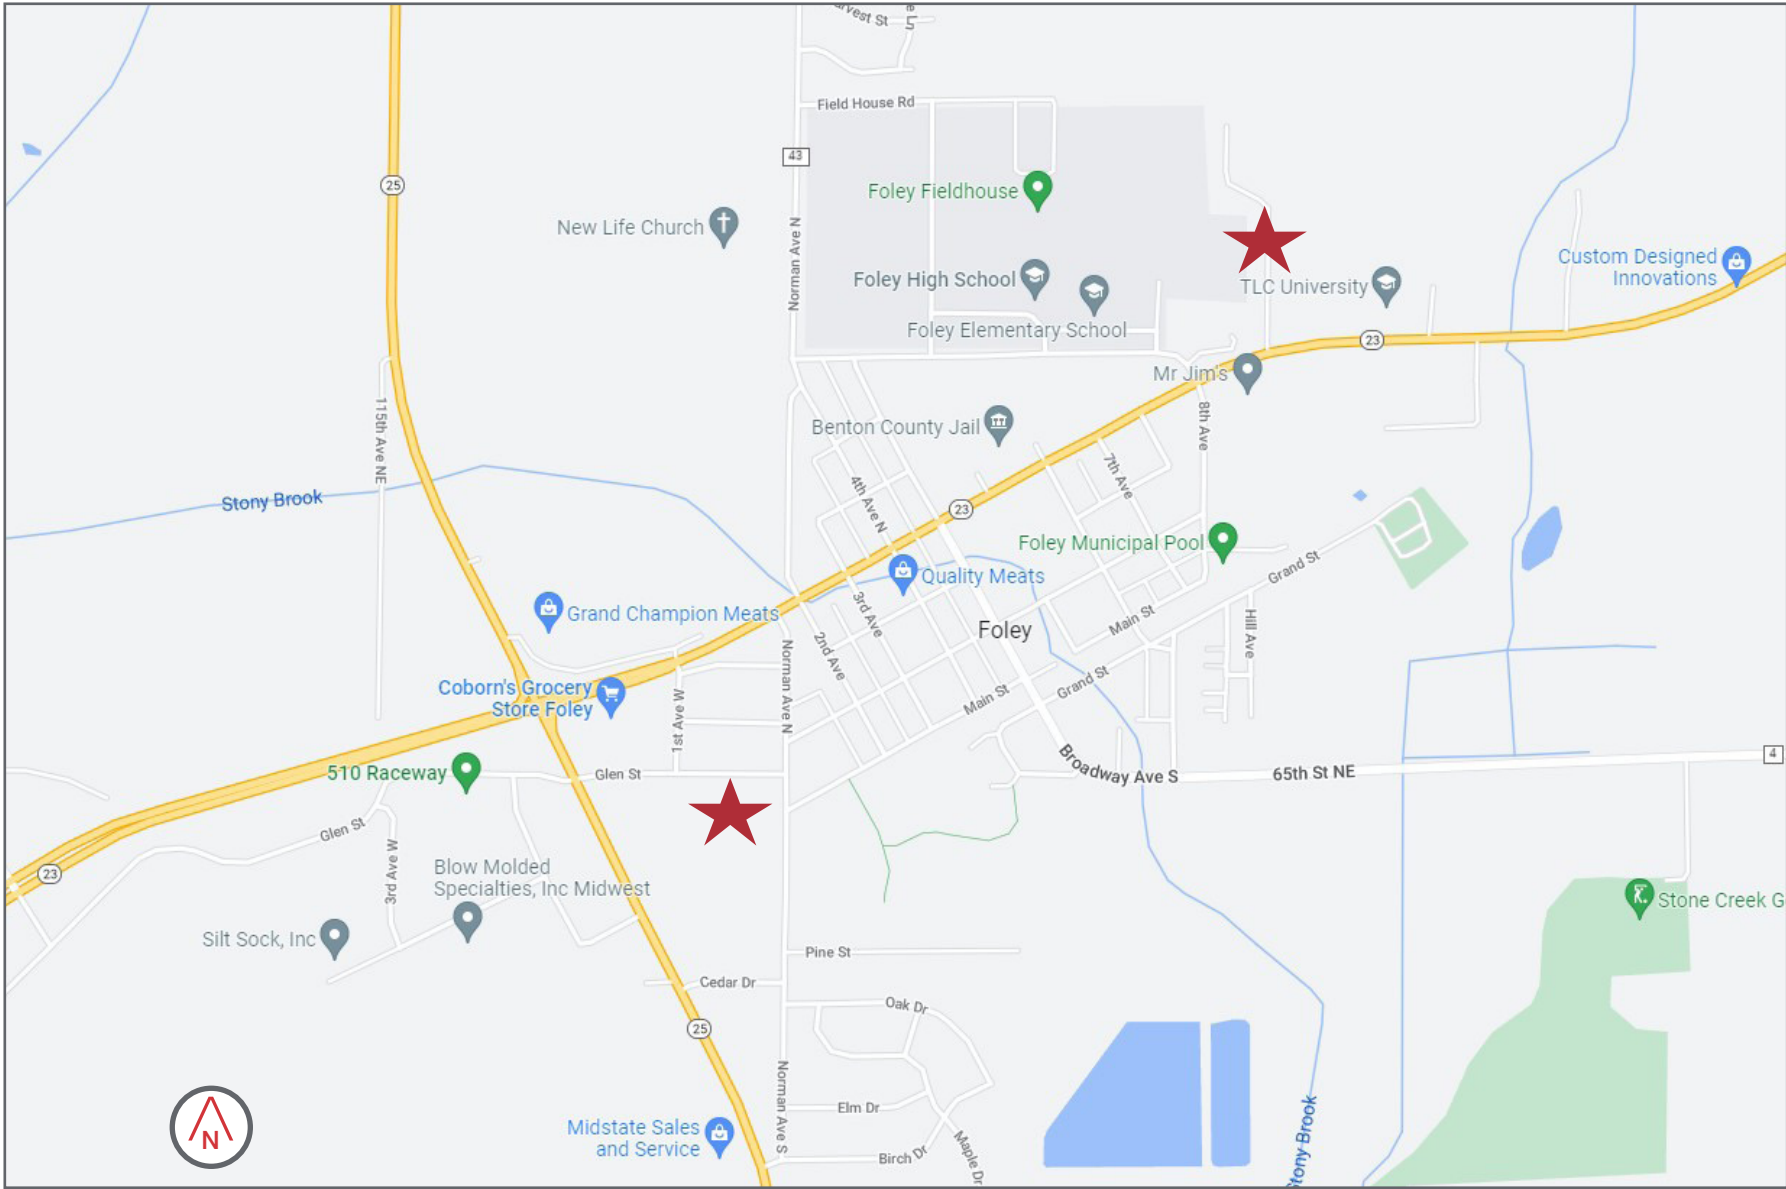 arvest St
e Ln
Field House Rd
43
25
Foley Fieldhouse
New Life Church
Norman Ave N
Foley High School
TLC University
Custom Designed
Innovations
Foley Elementary School
23
Mr Jim's
115th Ave NE
Benton County Jail
8th Ave
7th Ave
4th Ave N
Stony Brook
23
Foley Municipal Pool
Grand St
Quality Meats
3rd Ave
Grand Champion Meats
Main St
Foley
Hill Ave
2nd Ave
Norman Ave N
Coborn's Grocery
Store Foley
1st Ave W
Main St
Grand St
510 Raceway
Glen St
Broadway Ave S
65th St NE
4
Glen St
23
3rd Ave W
Blow Molded
Specialties, Inc Midwest
Stone Creek G
Silt Sock, Inc
Pine St
Cedar Dr
Oak Dr
25
Norman Ave S
N
Elm Dr
Midstate Sales
and Service
Birch Dr
Maple Dr
Stony Brook